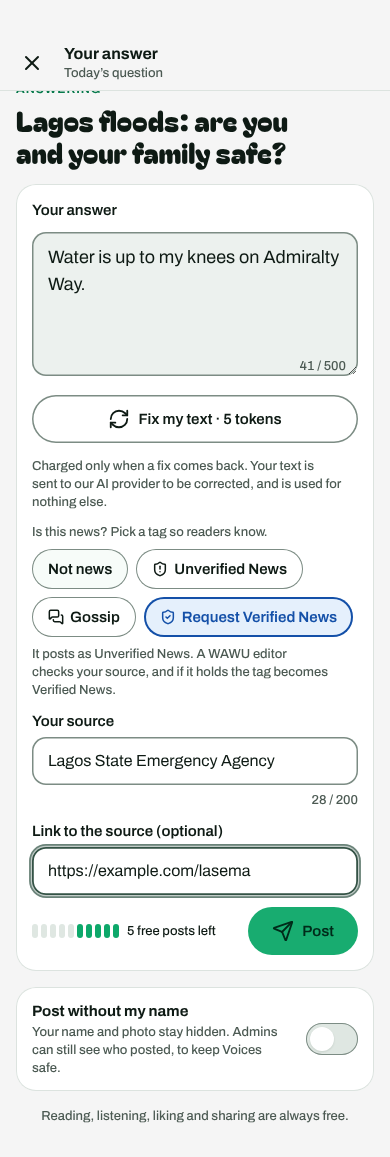 Your answer
Today's question
ANSWERING
Lagos floods: are you
and your family safe?
Your answer
Water is up to my knees on Admiralty
Way.
41 / 500
Fix my text · 5 tokens
Charged only when a fix comes back. Your text is
sent to our AI provider to be corrected, and is used for
nothing else.
Is this news? Pick a tag so readers know.
Not news
Unverified News
Gossip
Request Verified News
It posts as Unverified News. A WAWU editor
checks your source, and if it holds the tag becomes
Verified News.
Your source
Lagos State Emergency Agency
28 / 200
Link to the source (optional)
https://example.com/lasema
5 free posts left
Post
Post without my name
Your name and photo stay hidden. Admins
can still see who posted, to keep Voices
safe.
Reading, listening, liking and sharing are always free.